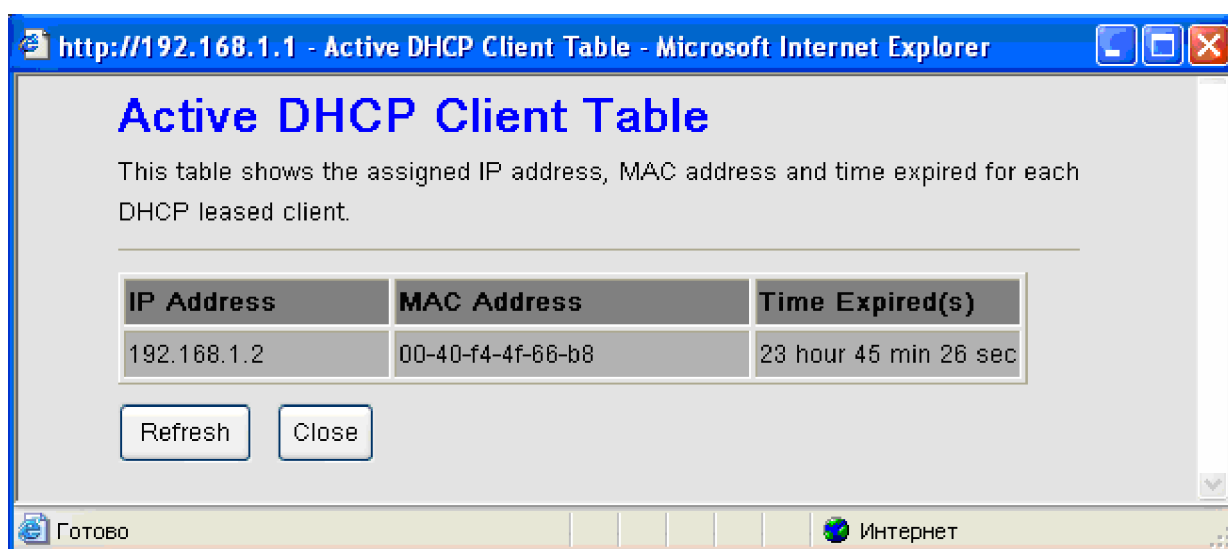 http://192.168.1.1 - Active DHCP Client Table - Microsoft Internet Explorer
Active DHCP Client Table
This table shows the assigned IP address, MAC address and time expired for each
DHCP leased client.
IP Address MAC Address Time Expired(s)
192.168.1.2 00-40-f4-4f-66-b8 23 hour 45 min 26 sec
Refresh Close
Готово Интернет